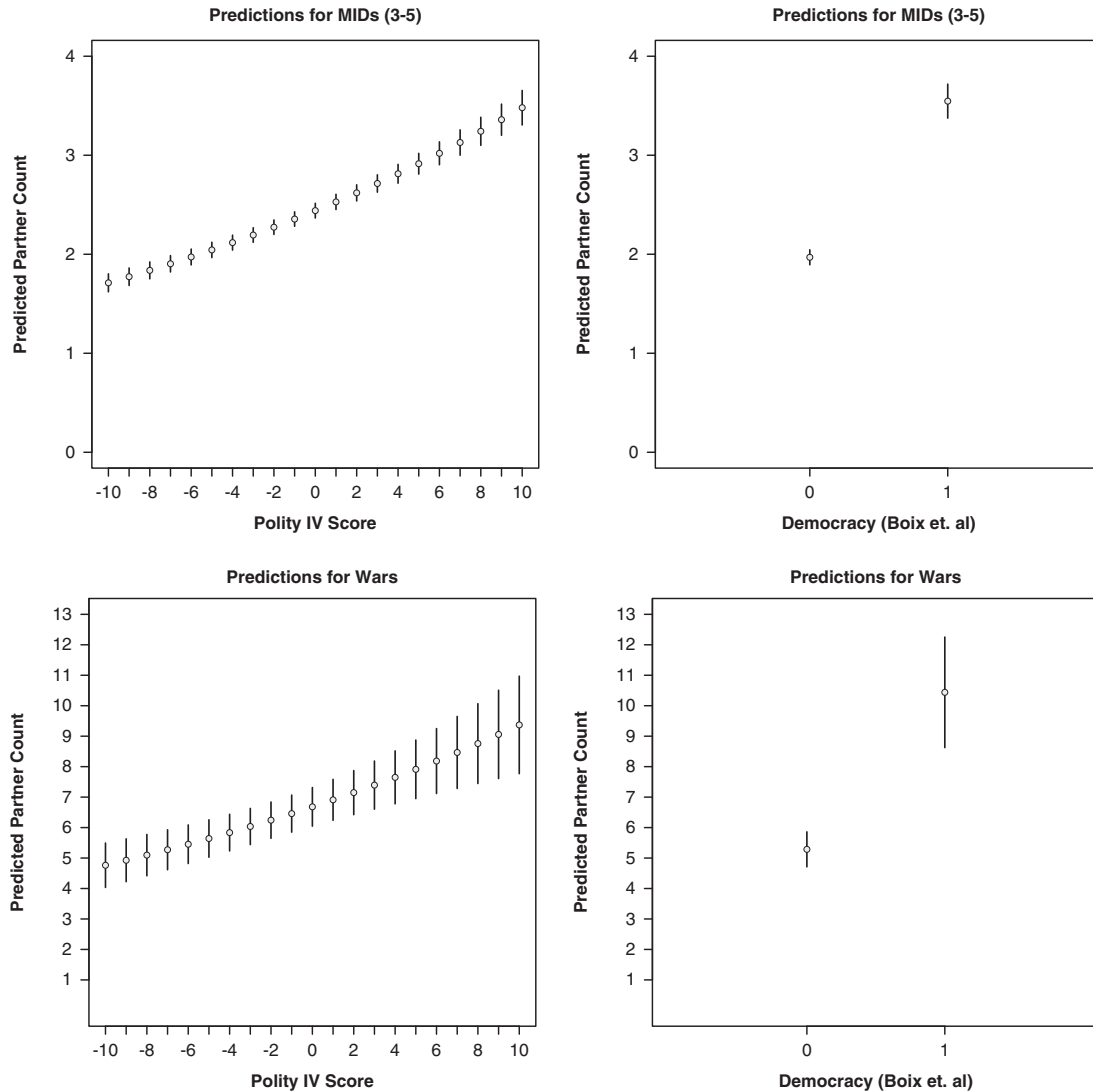 Predictions for MIDs (3-5)
Predicted Partner Count
4
3
2
1
0
-10 -8 -6 -4 -2 0 2 4 6 8 10
Polity IV Score
Predictions for MIDs (3-5)
Predicted Partner Count
4
3
2
1
0
0 1
Democracy (Boix et. al)
Predictions for Wars
Predicted Partner Count
13
12
11
10
9
8
7
6
5
4
3
2
1
-10 -8 -6 -4 -2 0 2 4 6 8 10
Polity IV Score
Predictions for Wars
Predicted Partner Count
13
12
11
10
9
8
7
6
5
4
3
2
1
0 1
Democracy (Boix et. al)